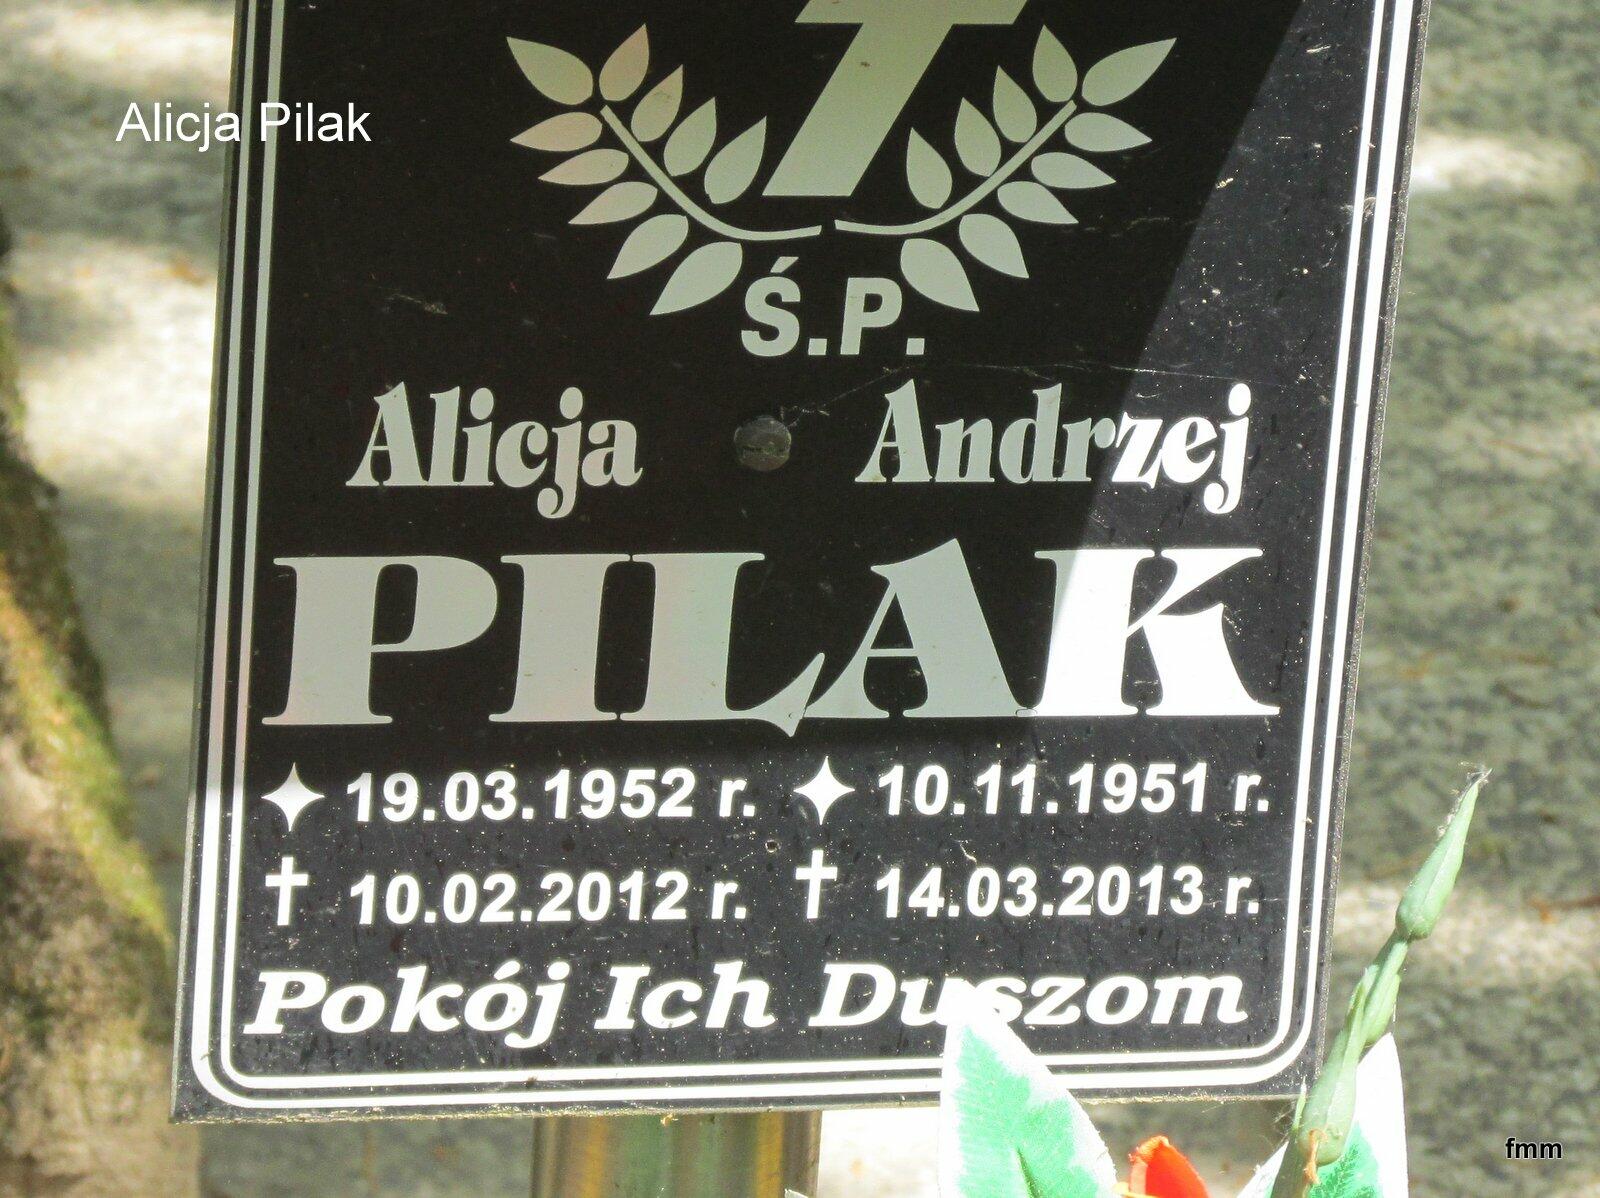 Alicja Pilak
Ś.P.
Alicja Andrzej
PILAK
19.03.1952 r. 10.11.1951 r.
10.02.2012 r. 14.03.2013 r.
Pokój Ich Duszom
fmm